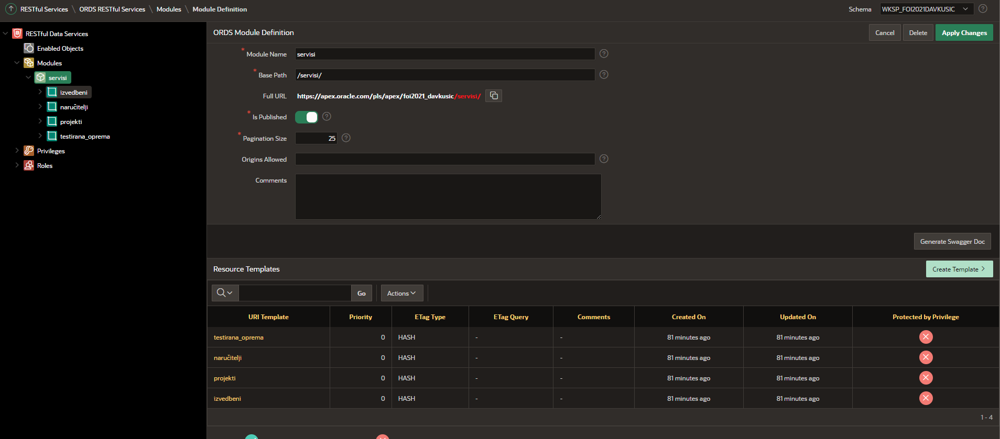 RESTful Services \ ORDS RESTful Services \ Modules \ Module Definition
Schema WKSP_FOI2021DAVKUSIC
RESTful Data Services
Enabled Objects
Modules
servisi
izvedbeni
naručitelji
projekti
testirana_oprema
Privileges
Roles
ORDS Module Definition
Cancel Delete Apply Changes
* Module Name servisi ?
* Base Path /servisi/ ?
Full URL https://apex.oracle.com/pls/apex/foi2021_davkusic/servisi/
* Is Published ?
* Pagination Size 25 ?
Origins Allowed ?
Comments
Generate Swagger Doc
Resource Templates
Create Template >
Go Actions
URI Template Priority ETag Type ETag Query Comments Created On Updated On Protected by Privilege
testirana_oprema 0 HASH - - 81 minutes ago 81 minutes ago
naručitelji 0 HASH - - 81 minutes ago 81 minutes ago
projekti 0 HASH - - 81 minutes ago 81 minutes ago
izvedbeni 0 HASH - - 81 minutes ago 81 minutes ago
1 - 4